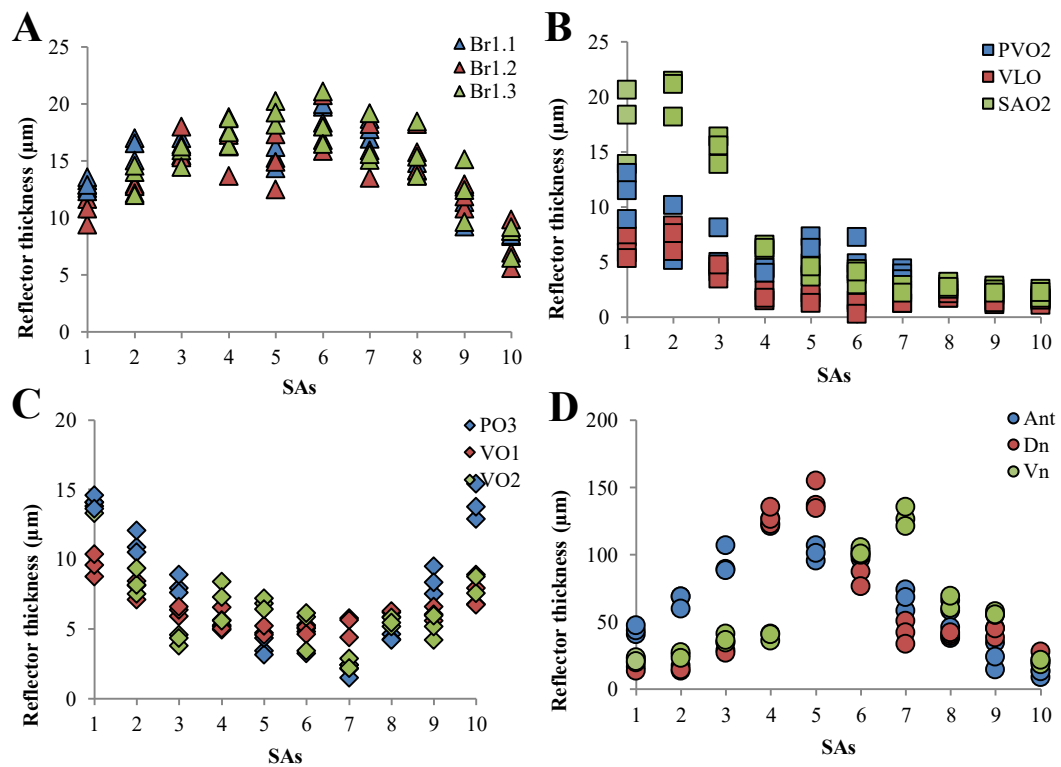 A
Br1.1
Br1.2
Br1.3
Reflector thickness (µm)
25
20
15
10
5
0
1 2 3 4 5 6 7 8 9 10
SAs
B
PVO2
VLO
SAO2
Reflector thickness (µm)
25
20
15
10
5
0
1 2 3 4 5 6 7 8 9 10
SAs
C
PO3
VO1
VO2
Reflector thickness (µm)
20
15
10
5
0
1 2 3 4 5 6 7 8 9 10
SAs
D
Ant
Dn
Vn
Reflector thickness (µm)
200
150
100
50
0
1 2 3 4 5 6 7 8 9 10
SAs